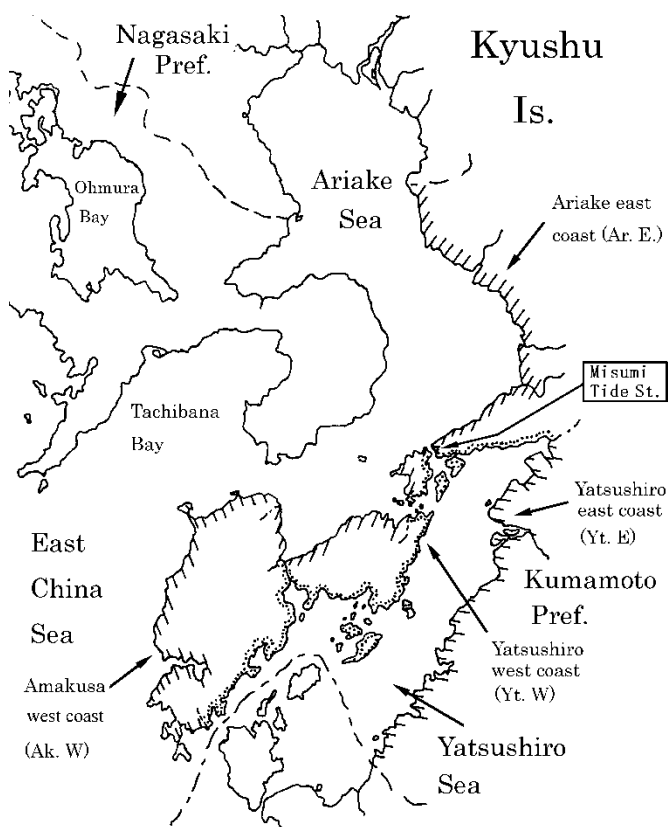 Nagasaki
Pref.
Kyushu
Is.
Ohmura
Bay
Ariake
Sea
Ariake east
coast (Ar. E.)
Misumi
Tide St.
Tachibana
Bay
Yatsushiro
east coast
(Yt. E)
East
China
Sea
Kumamoto
Pref.
Amakusa
west coast
(Ak. W)
Yatsushiro
west coast
(Yt. W)
Yatsushiro
Sea